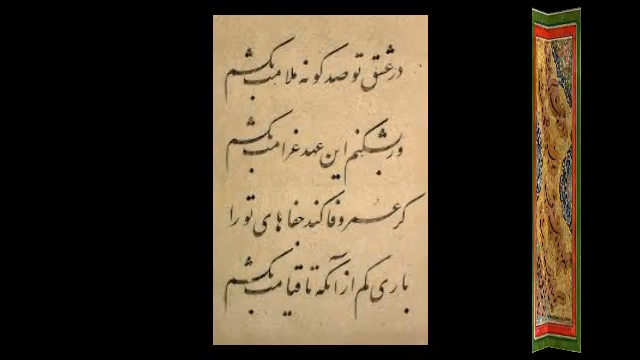 در عشق تو صد گونه ملامت بکشم
ور بشکنم این عهد غرامت بکشم
گر عمر وفا کند جفاهای تو را
باری کم از آنکه تا قیامت بکشم